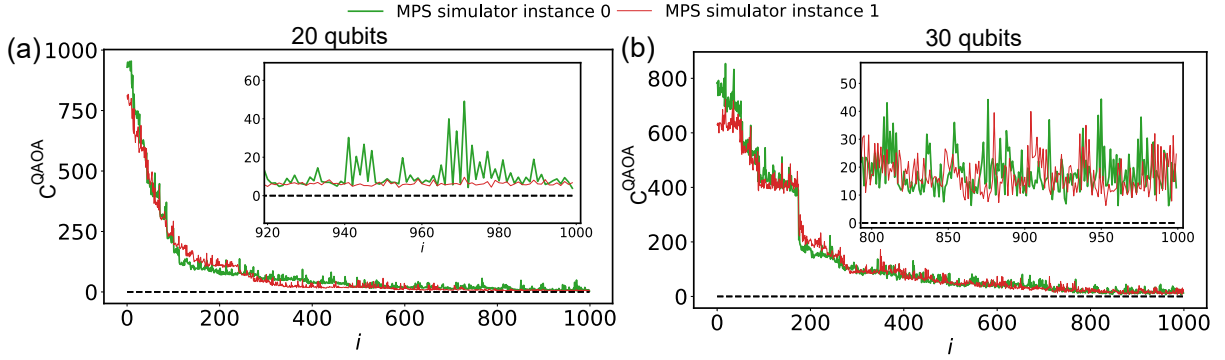 MPS simulator instance 0 MPS simulator instance 1
(a) 20 qubits
1000
750
500
250
0
C^QAOA
0 200 400 600 800 1000
i
60
40
20
0
920 940 960 980 1000
i
(b) 30 qubits
800
600
400
200
0
C^QAOA
0 200 400 600 800 1000
i
50
40
30
20
10
0
800 850 900 950 1000